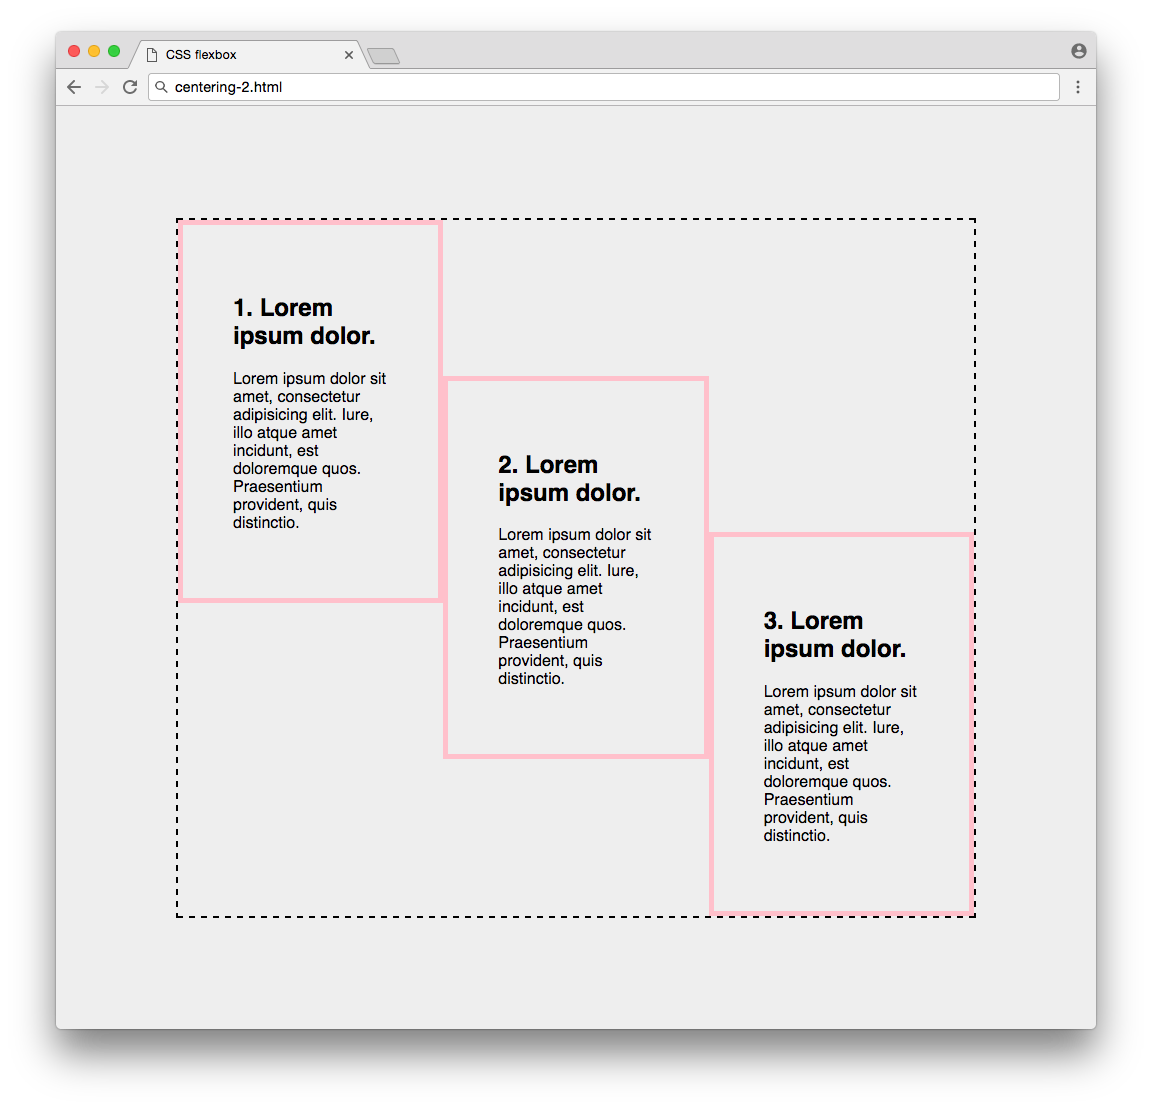 CSS flexbox
centering-2.html
1. Lorem
ipsum dolor.
Lorem ipsum dolor sit
amet, consectetur
adipisicing elit. Iure,
illo atque amet
incidunt, est
doloremque quos.
Praesentium
provident, quis
distinctio.
2. Lorem
ipsum dolor.
Lorem ipsum dolor sit
amet, consectetur
adipisicing elit. Iure,
illo atque amet
incidunt, est
doloremque quos.
Praesentium
provident, quis
distinctio.
3. Lorem
ipsum dolor.
Lorem ipsum dolor sit
amet, consectetur
adipisicing elit. Iure,
illo atque amet
incidunt, est
doloremque quos.
Praesentium
provident, quis
distinctio.